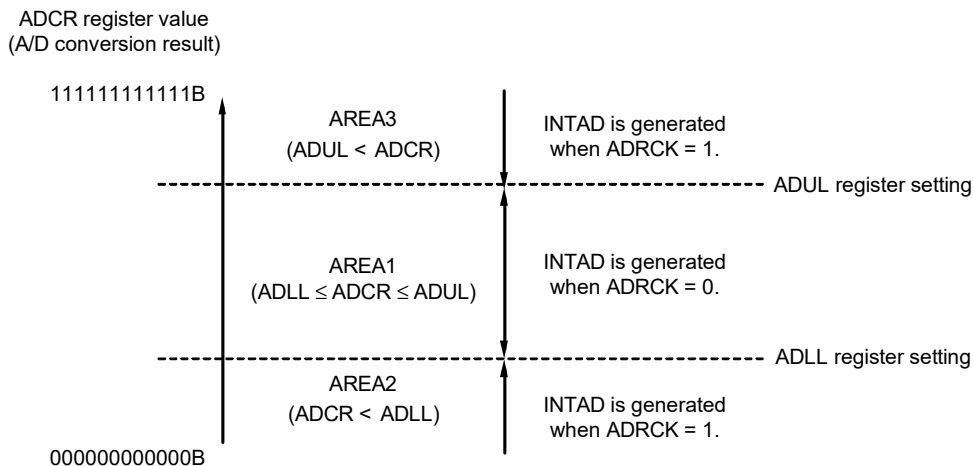 ADCR register value
(A/D conversion result)
111111111111B
AREA3
(ADUL < ADCR)
INTAD is generated
when ADRCK = 1.
ADUL register setting
AREA1
(ADLL ≤ ADCR ≤ ADUL)
INTAD is generated
when ADRCK = 0.
ADLL register setting
AREA2
(ADCR < ADLL)
INTAD is generated
when ADRCK = 1.
000000000000B